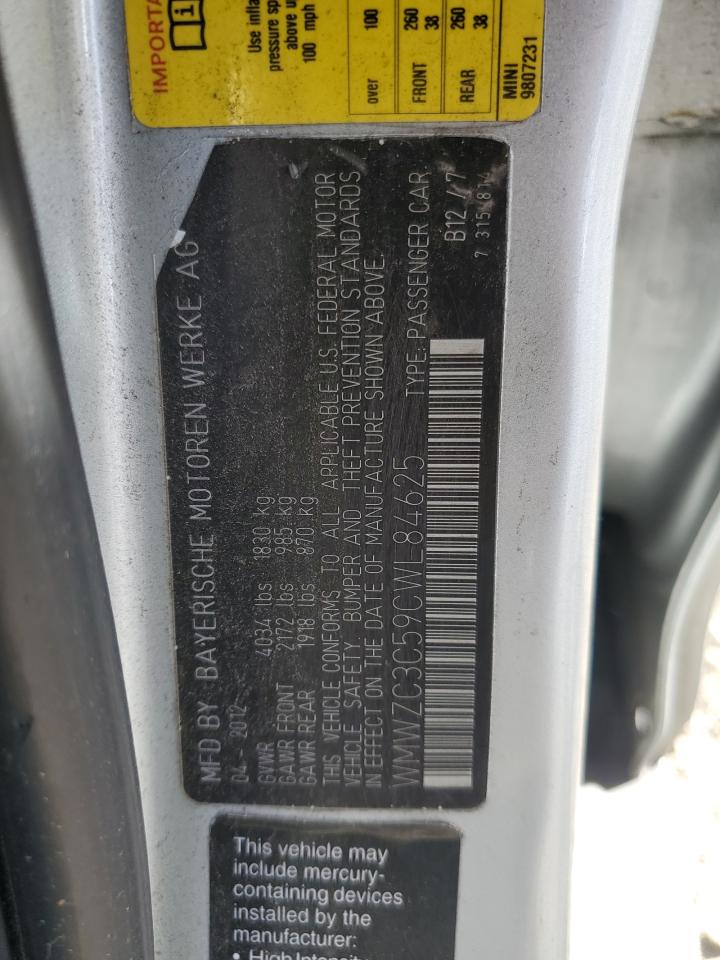 IMPORTA
i
Use infla
pressure sp
above u
100 mph
over 100
FRONT 260
38
REAR 260
38
MINI
9807231
MFD BY BAYERISCHE MOTOREN WERKE AG
04 - 2012
GVWR 4034 lbs 1830 kg
GAWR FRONT 2172 lbs 985 kg
GAWR REAR 1918 lbs 870 kg
THIS VEHICLE CONFORMS TO ALL APPLICABLE U.S. FEDERAL MOTOR
VEHICLE SAFETY, BUMPER AND THEFT PREVENTION STANDARDS
IN EFFECT ON THE DATE OF MANUFACTURE SHOWN ABOVE.
WMWZC3C59CWL84625 TYPE: PASSENGER CAR
B12 / 7
7 315 814
This vehicle may
include mercury-
containing devices
installed by the
manufacturer:
• High Intensity